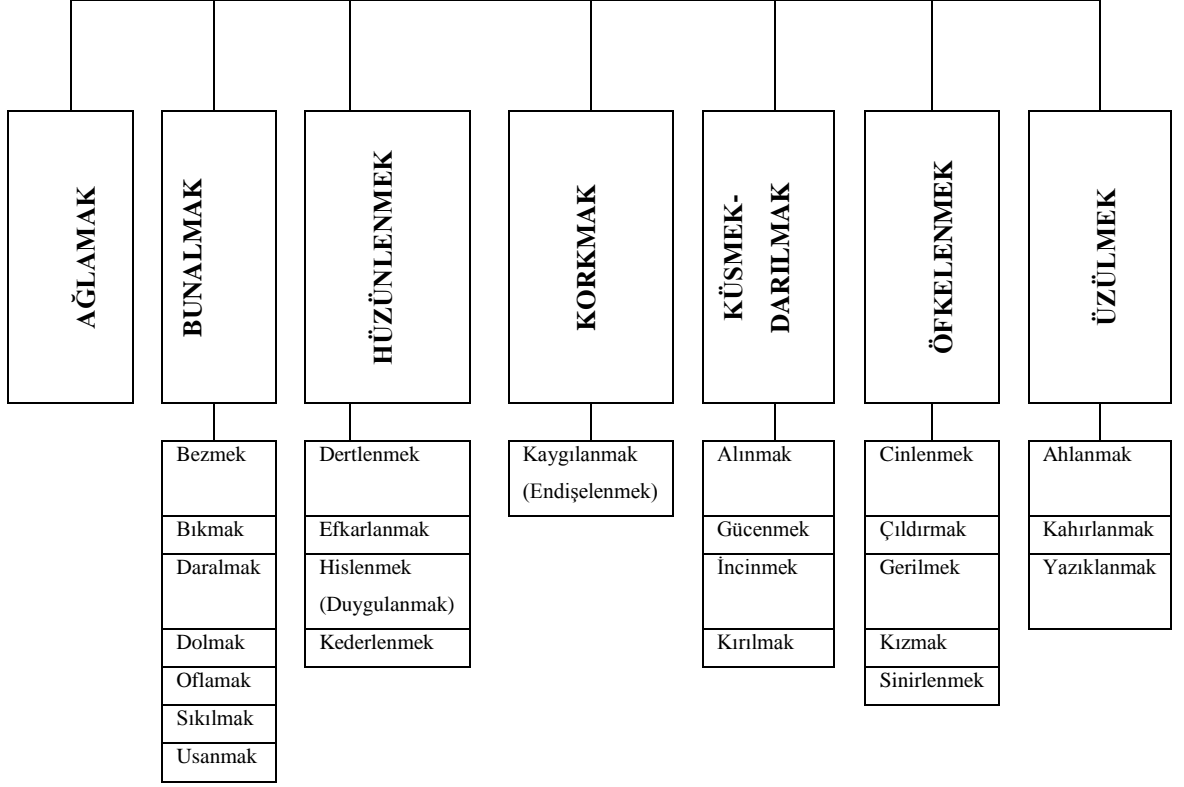 AĞLAMAK
BUNALMAK
HÜZÜNLENMEK
KORKMAK
KÜSMEK-
DARILMAK
ÖFKELENMEK
ÜZÜLMEK
Bezmek
Bıkmak
Daralmak
Dolmak
Oflamak
Sıkılmak
Usanmak
Dertlenmek
Efkarlanmak
Hislenmek
(Duygulanmak)
Kederlenmek
Kaygılanmak
(Endişelenmek)
Alınmak
Gücenmek
İncinmek
Kırılmak
Cinlenmek
Çıldırmak
Gerilmek
Kızmak
Sinirlenmek
Ahlanmak
Kahırlanmak
Yazıklanmak